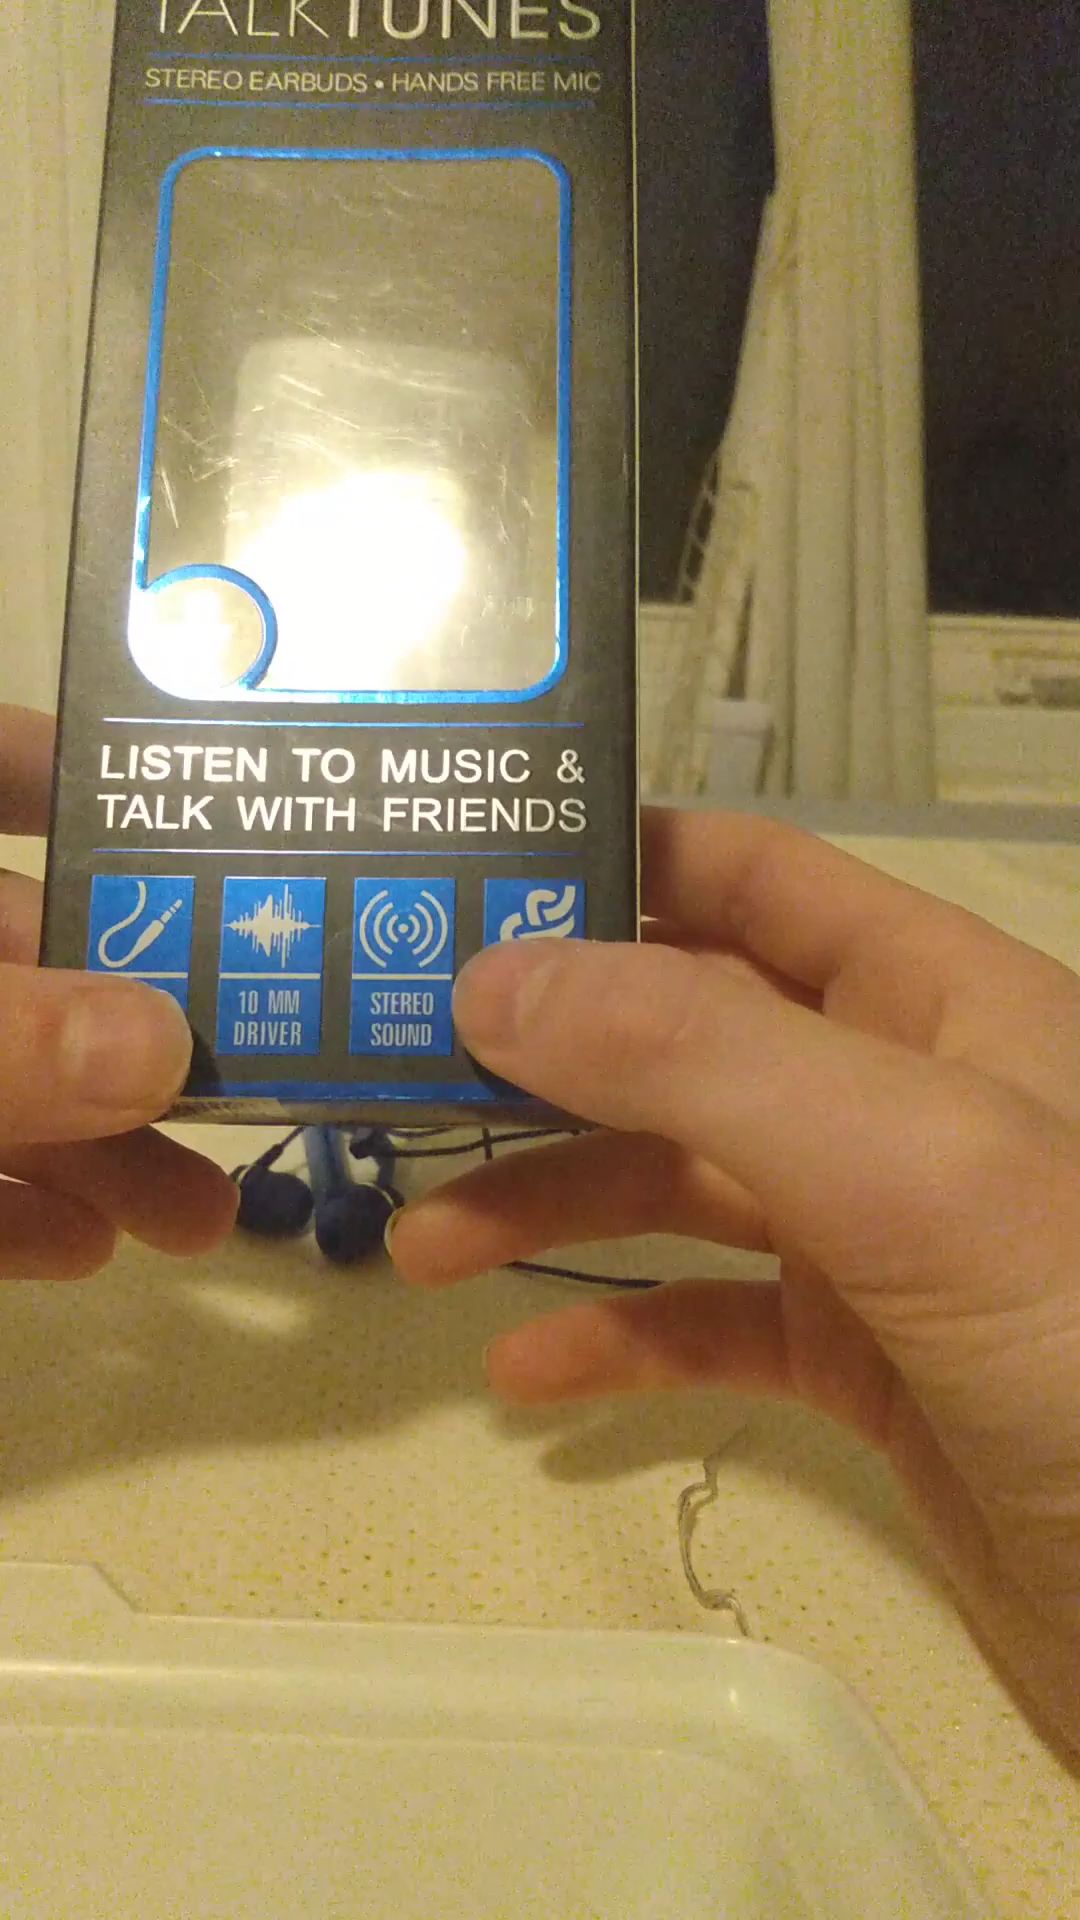 TALKTUNES
STEREO EARBUDS • HANDS FREE MIC
LISTEN TO MUSIC &
TALK WITH FRIENDS
10 MM
DRIVER
STEREO
SOUND